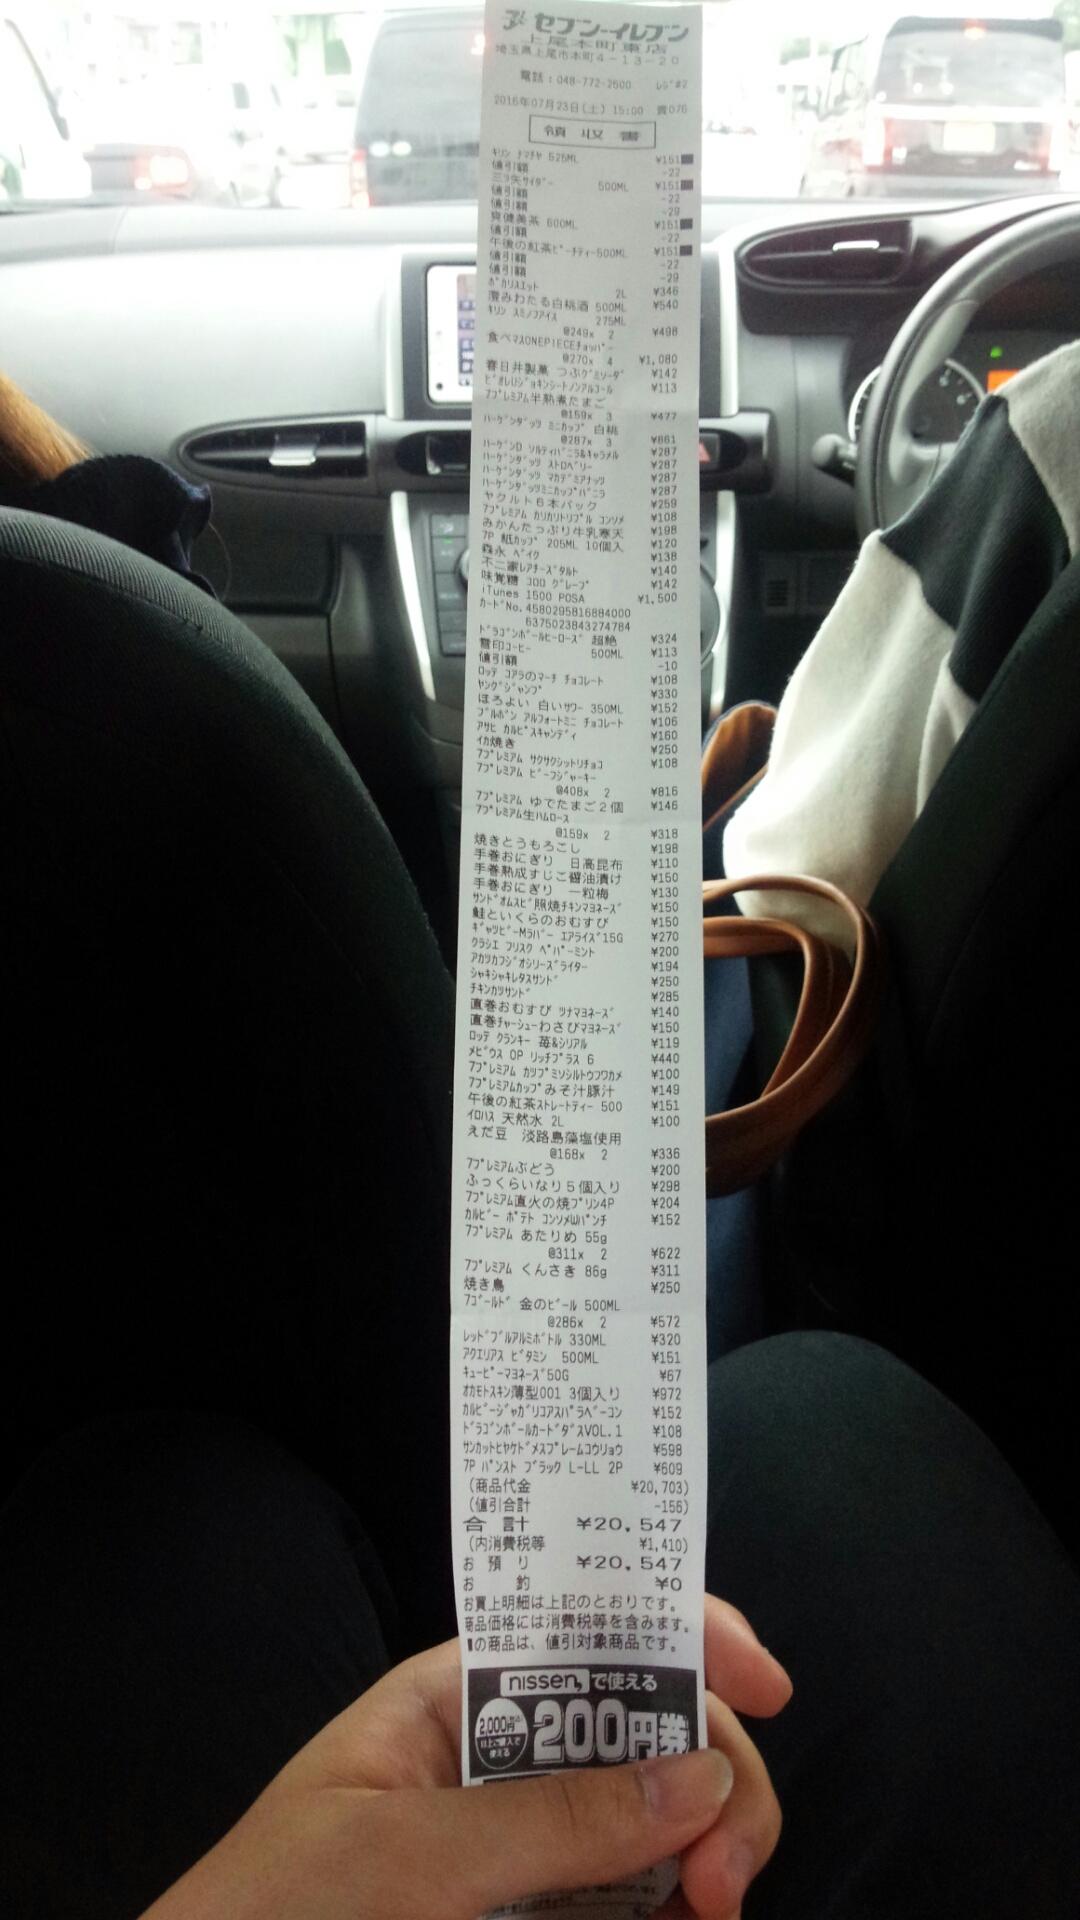 セブン-イレブン
上尾本町東店
埼玉県上尾市本町4-13-20
電話:048-772-2600 レジ#2
2016年07月23日(土) 15:00 責076
領収書
キリン ナマチャ 525ML ¥151■
値引額 -22
三ツ矢サイダー 500ML ¥151■
値引額 -22
値引額 -29
爽健美茶 600ML ¥151■
値引額 -22
午後の紅茶ピーチティー500ML ¥151■
値引額 -22
値引額 -29
ポカリスエット 2L ¥346
澄みわたる白桃酒 500ML ¥540
キリン スミノフアイス 275ML
@249x 2 ¥498
食べマスONEPIECEチョッパー
@270x 4 ¥1,080
春日井製菓 つぶグミソーダ ¥142
ビオレUジョキンシートノンアルコール ¥113
7プレミアム半熟煮たまご
@159x 3 ¥477
ハーゲンダッツ ミニカップ 白桃
@287x 3 ¥861
ハーゲンD ソルティバニラ&キャラメル ¥287
ハーゲンダッツ ストロベリー ¥287
ハーゲンダッツ マカデミアナッツ ¥287
ハーゲンダッツミニカップバニラ ¥287
ヤクルト6本パック ¥259
7プレミアム カリカリトリプル コンソメ ¥108
みかんたっぷり牛乳寒天 ¥198
7P 紙カップ 205ML 10個入 ¥120
森永 ベイク ¥138
不二家レアチーズタルト ¥140
味覚糖 コロロ グレープ ¥142
iTunes 1500 POSA ¥1,500
カードNo.4580295816884000
6375023843274784
ドラゴンボールヒーローズ 超絶 ¥324
雪印コーヒー 500ML ¥113
値引額 -10
ロッテ コアラのマーチ チョコレート ¥108
ヤングジャンプ ¥330
ほろよい 白いサワー 350ML ¥152
ブルボン アルフォートミニ チョコレート ¥106
アサヒ カルピスキャンディ ¥160
イカ焼き ¥250
7プレミアム サクサクシットリチョコ ¥108
7プレミアム ビーフジャーキー
@408x 2 ¥816
7プレミアム ゆでたまご2個 ¥146
7プレミアム生ハムロース
@159x 2 ¥318
焼きとうもろこし ¥198
手巻おにぎり 日高昆布 ¥110
手巻熟成すじこ醤油漬け ¥150
手巻おにぎり 一粒梅 ¥130
サンドオムスビ照焼チキンマヨネーズ ¥150
鮭といくらのおむすび ¥150
ギャツビームーバーラバー エアライズ15G ¥270
クラシエ フリスク ペパーミント ¥200
アカツカフジオシリーズライター ¥194
シャキシャキレタスサンド ¥250
チキンカツサンド ¥285
直巻おむすび ツナマヨネーズ ¥140
直巻チャーシューわさびマヨネーズ ¥150
ロッテ クランキー 苺&シリアル ¥119
メビウス OP リッチプラス 6 ¥440
7プレミアム カップミソシルトウフワカメ ¥100
7プレミアムカップみそ汁豚汁 ¥149
午後の紅茶ストレートティー 500 ¥151
イロハス 天然水 2L ¥100
えだ豆 淡路島藻塩使用
@168x 2 ¥336
7プレミアムぶどう ¥200
ふっくらいなり5個入り ¥298
7プレミアム直火の焼プリン4P ¥204
カルビー ポテト コンソメWパンチ ¥152
7プレミアム あたりめ 55g
@311x 2 ¥622
7プレミアム くんさき 86g ¥311
焼き鳥 ¥250
7ゴールド 金のビール 500ML
@286x 2 ¥572
レッドブルアルミボトル 330ML ¥320
アクエリアス ビタミン 500ML ¥151
キューピーマヨネーズ50G ¥67
オカモトスキン薄型001 3個入り ¥972
カルビージャガリコアスパラベーコン ¥152
ドラゴンボールカードダスVOL.1 ¥108
サンカットヒヤケドメスプレームコウリョウ ¥598
7P パンスト ブラック L-LL 2P ¥609
(商品代金 ¥20,703)
(値引合計 -156)
合計 ¥20,547
(内消費税等 ¥1,410)
お預り ¥20,547
お釣 ¥0
お買上明細は上記のとおりです。
商品価格には消費税等を含みます。
■の商品は、値引対象商品です。
nissen,で使える
2,000円(税込)以上ご購入で使える
200円券